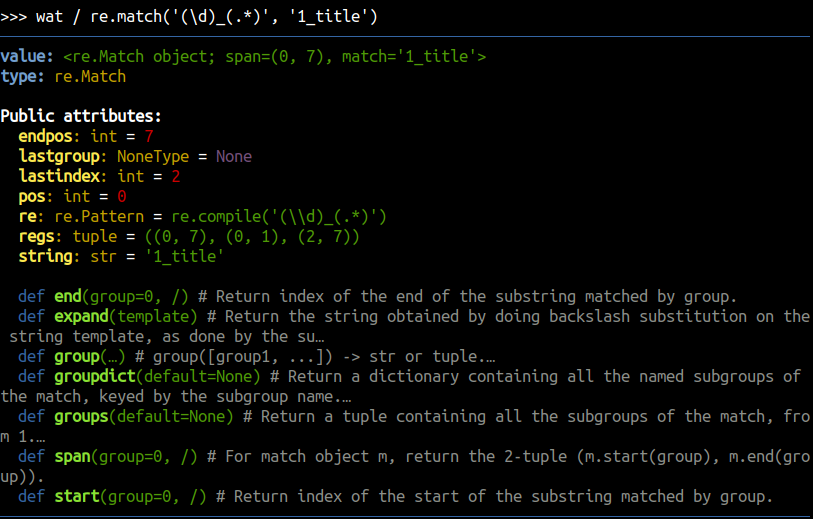 >>> wat / re.match('(\d)_(.*)', '1_title')
value: <re.Match object; span=(0, 7), match='1_title'>
type: re.Match
Public attributes:
endpos: int = 7
lastgroup: NoneType = None
lastindex: int = 2
pos: int = 0
re: re.Pattern = re.compile('(\\d)_(.*)')
regs: tuple = ((0, 7), (0, 1), (2, 7))
string: str = '1_title'
def end(group=0, /) # Return index of the end of the substring matched by group.
def expand(template) # Return the string obtained by doing backslash substitution on the
string template, as done by the su…
def group(…) # group([group1, ...]) -> str or tuple.…
def groupdict(default=None) # Return a dictionary containing all the named subgroups of
the match, keyed by the subgroup name.…
def groups(default=None) # Return a tuple containing all the subgroups of the match, fro
m 1.…
def span(group=0, /) # For match object m, return the 2-tuple (m.start(group), m.end(gro
up)).
def start(group=0, /) # Return index of the start of the substring matched by group.